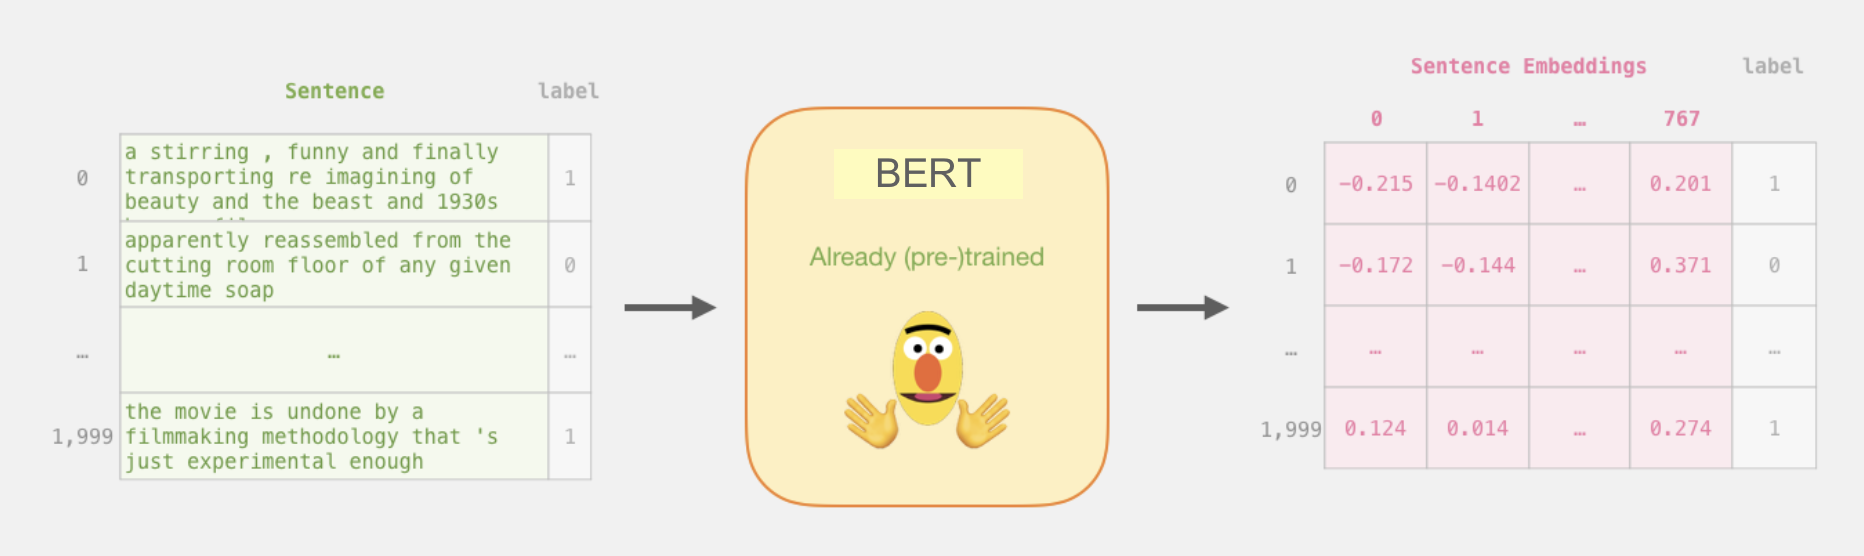 Sentence label
0 a stirring , funny and finally 1
transporting re imagining of
beauty and the beast and 1930s
1 apparently reassembled from the 0
cutting room floor of any given
daytime soap
… … …
1,999 the movie is undone by a 1
filmmaking methodology that 's
just experimental enough
BERT
Already (pre-)trained
Sentence Embeddings label
0 1 … 767
0 -0.215 -0.1402 … 0.201 1
1 -0.172 -0.144 … 0.371 0
… … … … … …
1,999 0.124 0.014 … 0.274 1